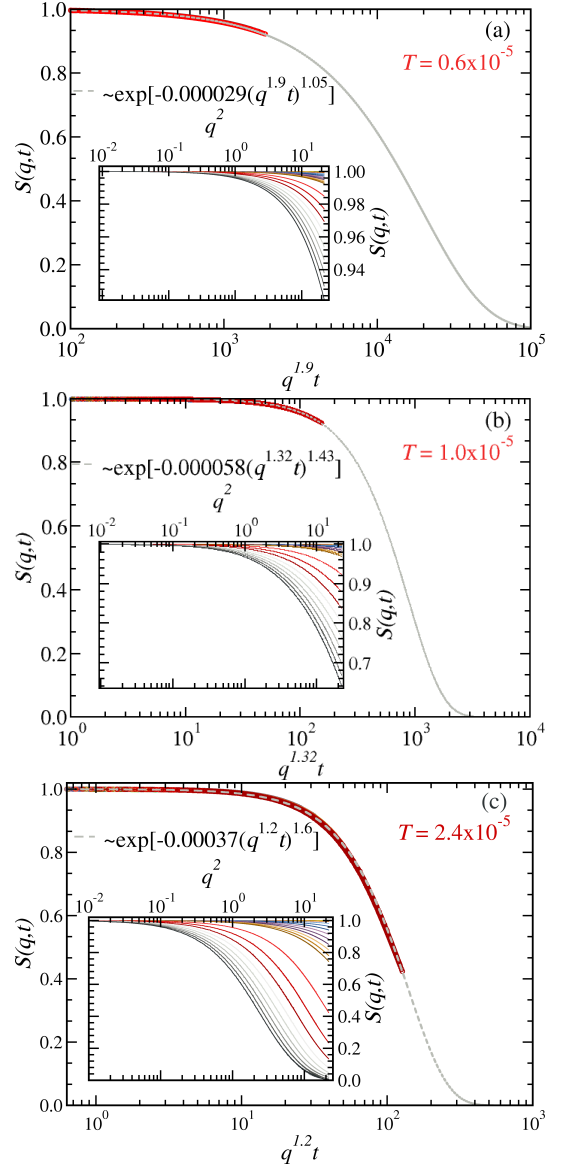 1.0 (a)
T = 0.6x10^-5
0.8
~exp[-0.000029(q^1.9 t)^1.05]
q^2
10^-2 10^-1 10^0 10^1
0.6
S(q,t)
1.00
0.98
0.96
0.94
S(q,t)
0.4
0.2
0.0
10^2 10^3 10^4 10^5
q^1.9 t
1.0 (b)
T = 1.0x10^-5
0.8
~exp[-0.000058(q^1.32 t)^1.43]
q^2
10^-2 10^-1 10^0 10^1
0.6
S(q,t)
1.0
0.9
0.8
0.7
S(q,t)
0.4
0.2
0.0
10^0 10^1 10^2 10^3 10^4
q^1.32 t
1.0 (c)
T = 2.4x10^-5
0.8
~exp[-0.00037(q^1.2 t)^1.6]
q^2
10^-2 10^-1 10^0 10^1
0.6
S(q,t)
1.0
0.8
0.6
0.4
0.2
0.0
S(q,t)
0.4
0.2
0.0
10^0 10^1 10^2 10^3
q^1.2 t